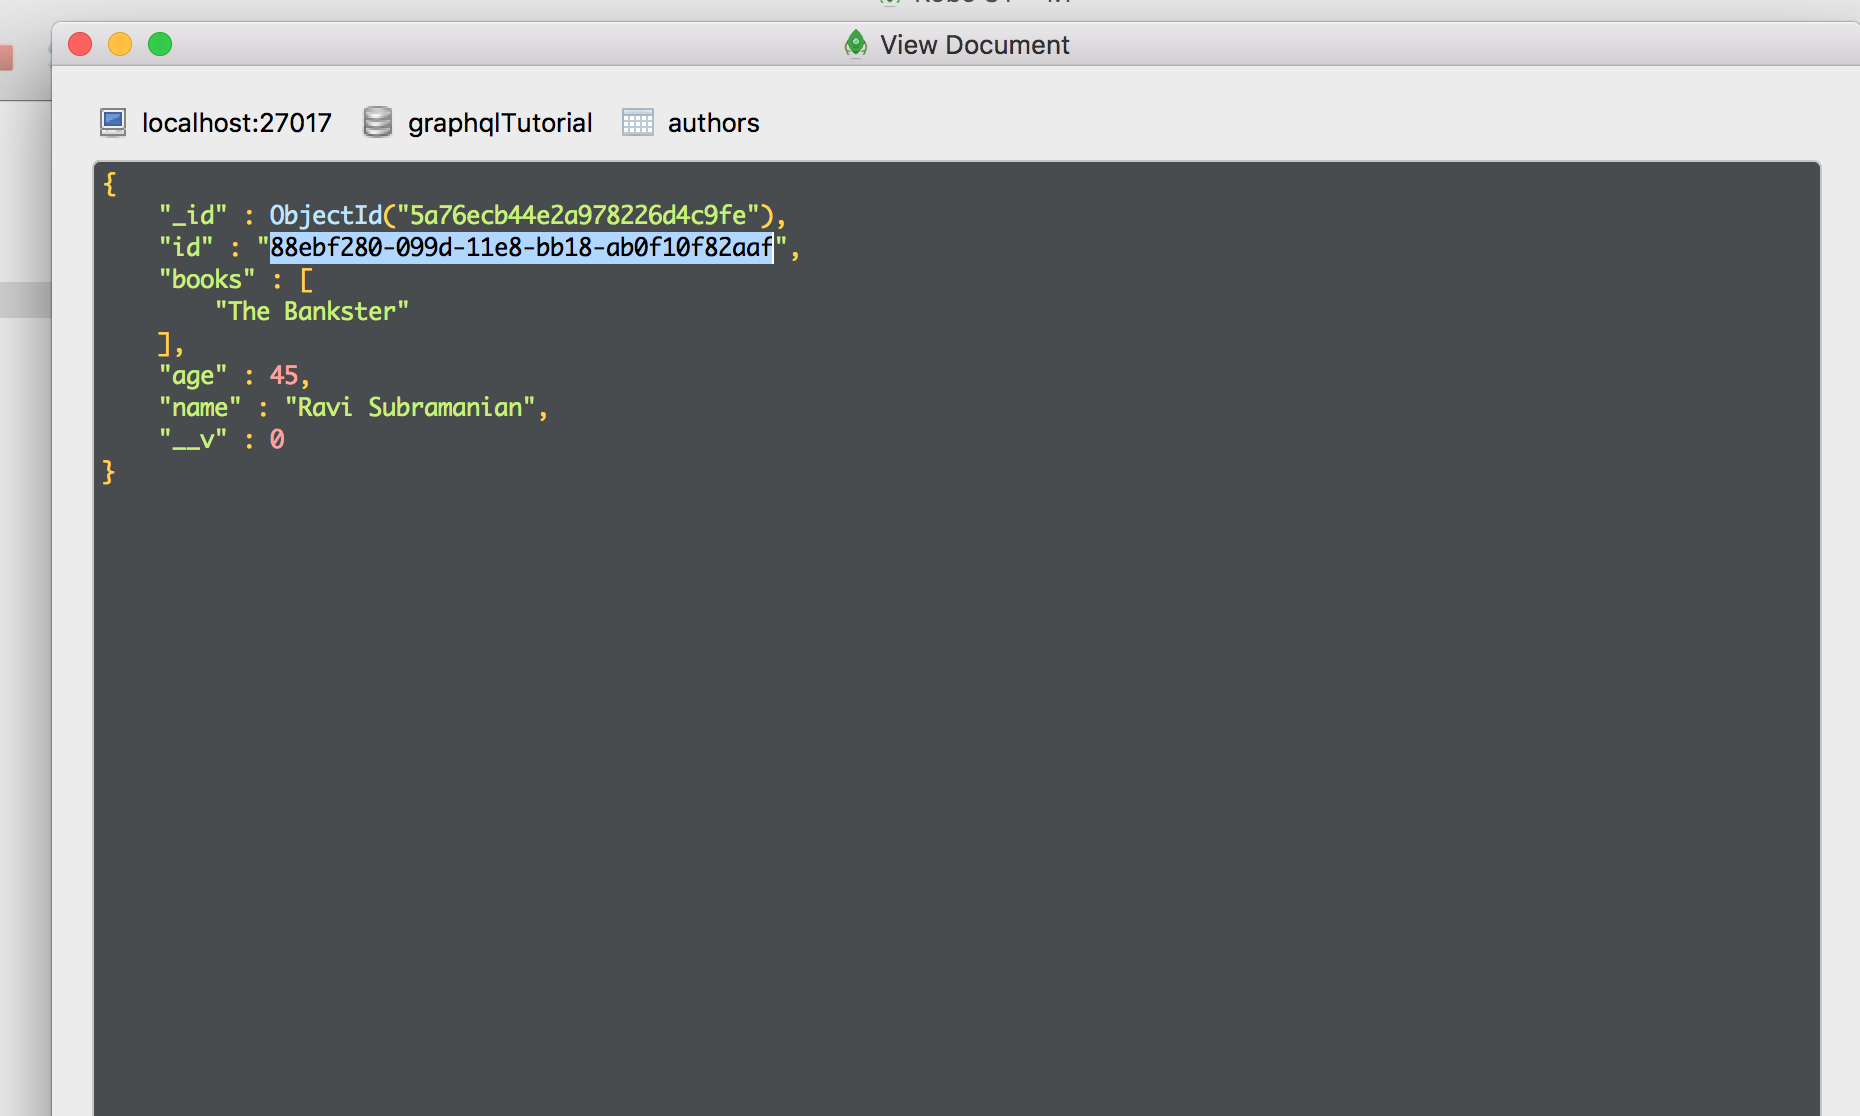 View Document
localhost:27017 graphqlTutorial authors
{
"_id" : ObjectId("5a76ecb44e2a978226d4c9fe"),
"id" : "88ebf280-099d-11e8-bb18-ab0f10f82aaf",
"books" : [
"The Bankster"
],
"age" : 45,
"name" : "Ravi Subramanian",
"__v" : 0
}